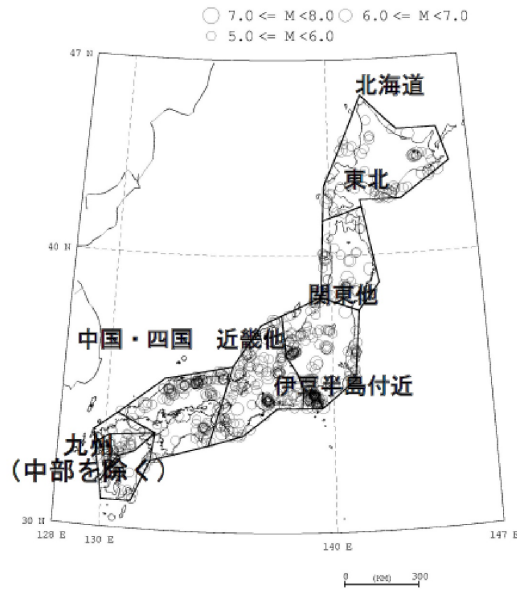 7.0 <= M <8.0 6.0 <= M <7.0
5.0 <= M <6.0
47 N
北海道
東北
40 N
関東他
中国・四国 近畿他
伊豆半島付近
九州
(中部を除く)
30 N
128 E 130 E 140 E 147 E
0 (KM) 300